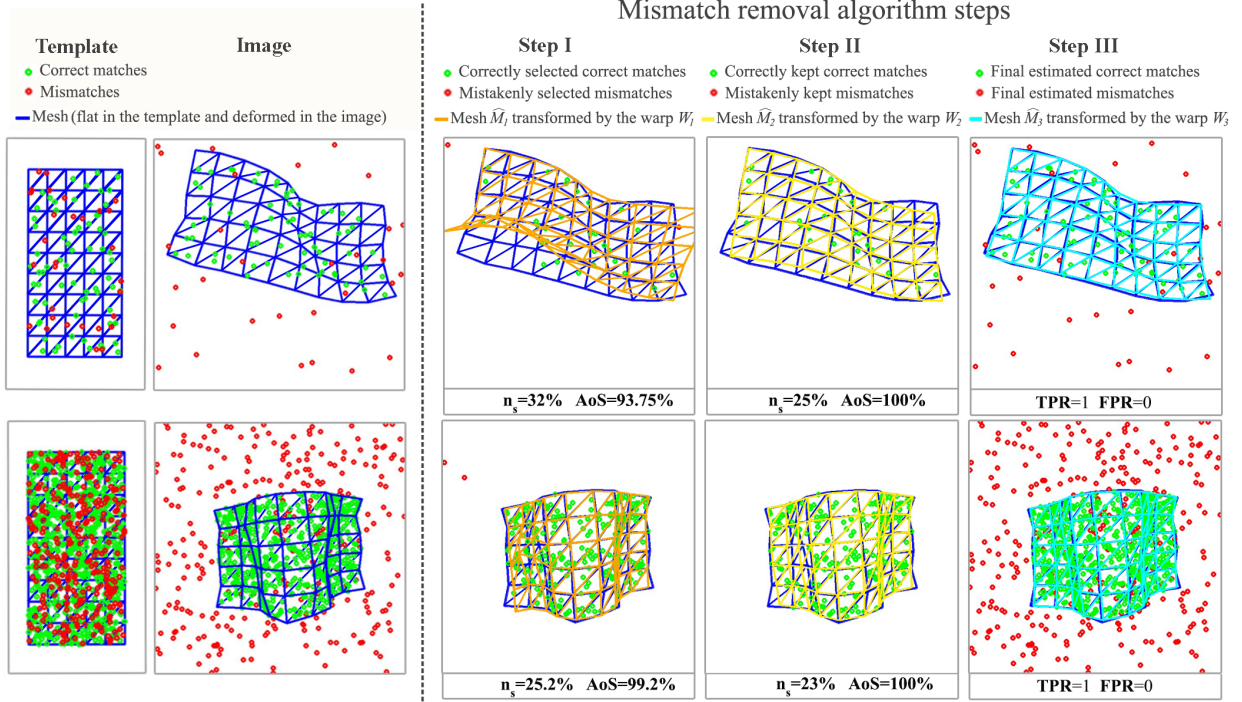 Mismatch removal algorithm steps
Template
Image
Correct matches
Mismatches
Mesh (flat in the template and deformed in the image)
Step I
Correctly selected correct matches
Mistakenly selected mismatches
Mesh M̂₁ transformed by the warp W₁
Step II
Correctly kept correct matches
Mistakenly kept mismatches
Mesh M̂₂ transformed by the warp W₂
Step III
Final estimated correct matches
Final estimated mismatches
Mesh M̂₃ transformed by the warp W₃
nₛ=32% AoS=93.75%
nₛ=25% AoS=100%
TPR=1 FPR=0
nₛ=25.2% AoS=99.2%
nₛ=23% AoS=100%
TPR=1 FPR=0